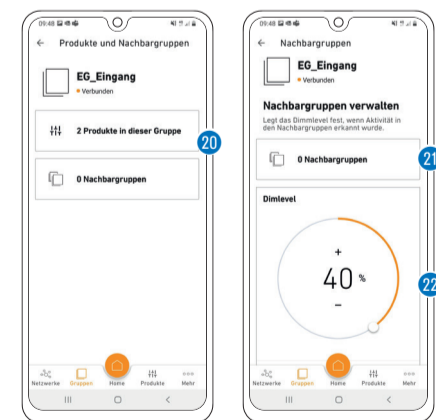 09:48
Produkte und Nachbargruppen
EG_Eingang
Verbunden
2 Produkte in dieser Gruppe
20
0 Nachbargruppen
Netzwerke Gruppen Home Produkte Mehr
09:48
Nachbargruppen
EG_Eingang
Verbunden
Nachbargruppen verwalten
Legt das Dimmlevel fest, wenn Aktivität in
den Nachbargruppen erkannt wurde.
0 Nachbargruppen
21
Dimlevel
+
40 %
−
22
Netzwerke Gruppen Home Produkte Mehr